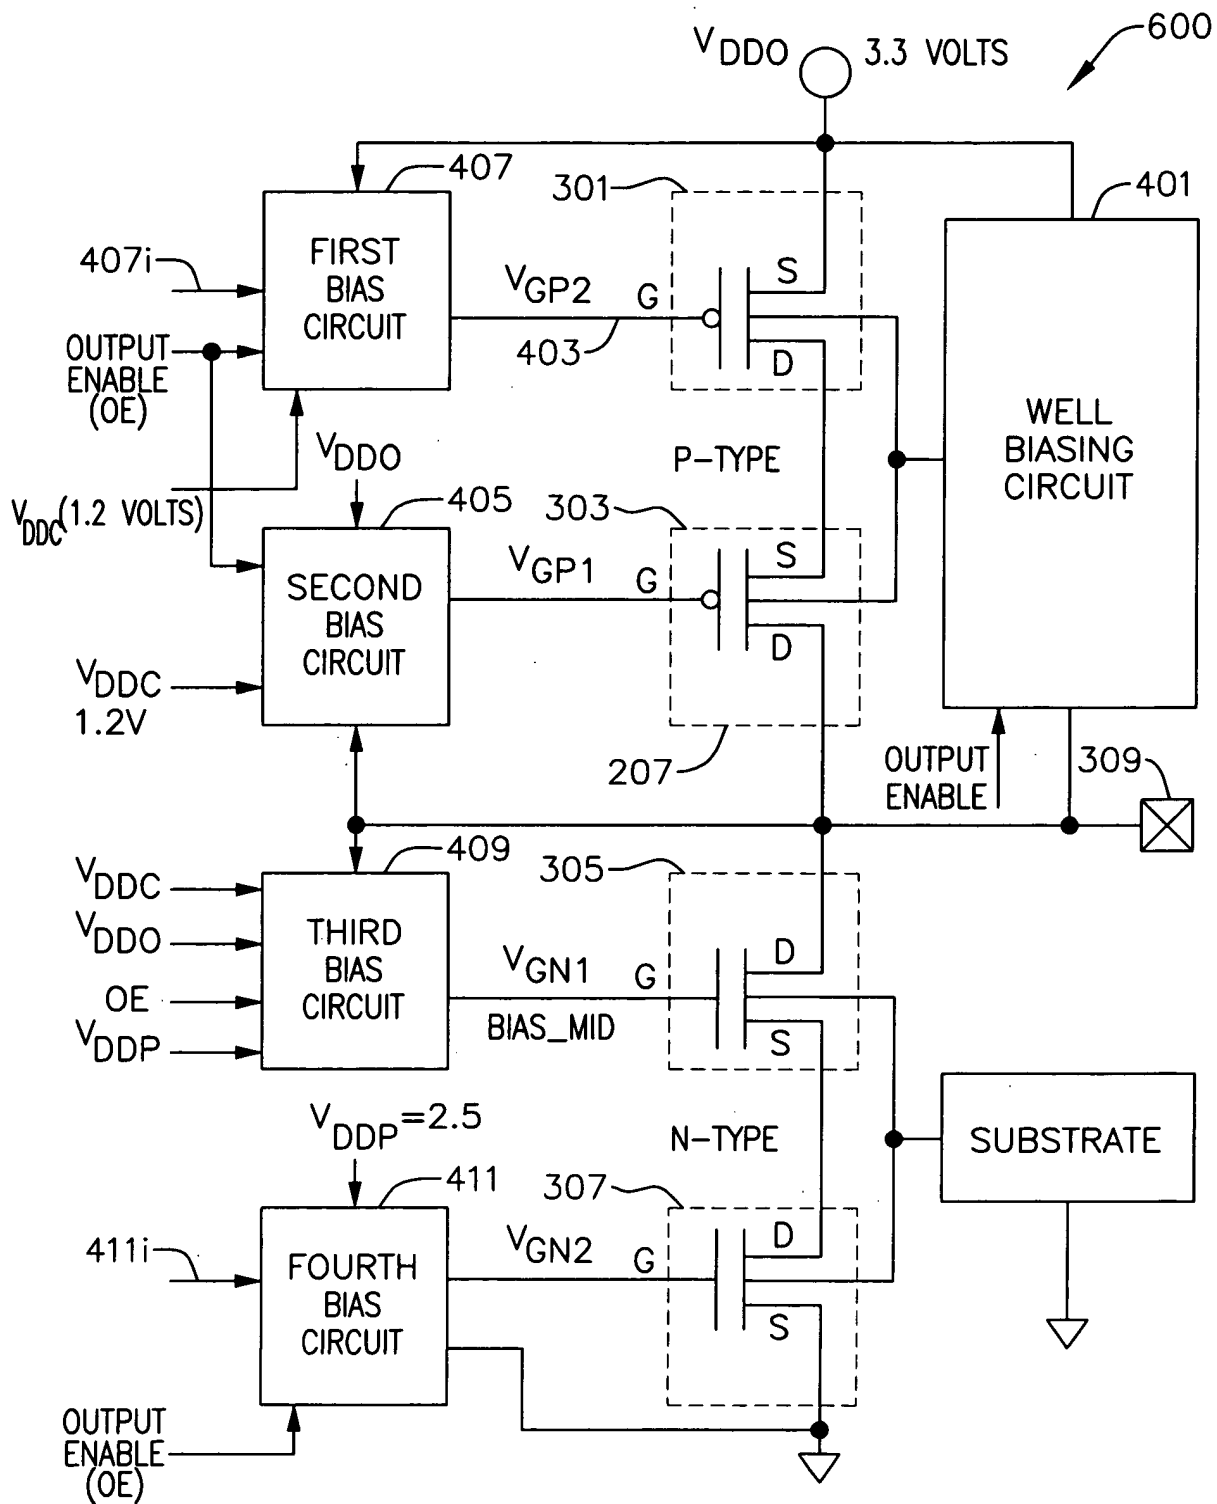 600
VDDO 3.3 VOLTS
407
301
401
407i
FIRST
BIAS
CIRCUIT
VGP2
G
S
D
403
OUTPUT
ENABLE
(OE)
WELL
BIASING
CIRCUIT
VDDO
P-TYPE
VDDC(1.2 VOLTS)
405
303
SECOND
BIAS
CIRCUIT
VGP1
G
S
D
VDDC
1.2V
207
OUTPUT
ENABLE
309
409
305
VDDC
VDDO
OE
VDDP
THIRD
BIAS
CIRCUIT
VGN1
BIAS_MID
G
D
S
VDDP=2.5
N-TYPE
SUBSTRATE
411
307
411i
FOURTH
BIAS
CIRCUIT
VGN2
G
D
S
OUTPUT
ENABLE
(OE)